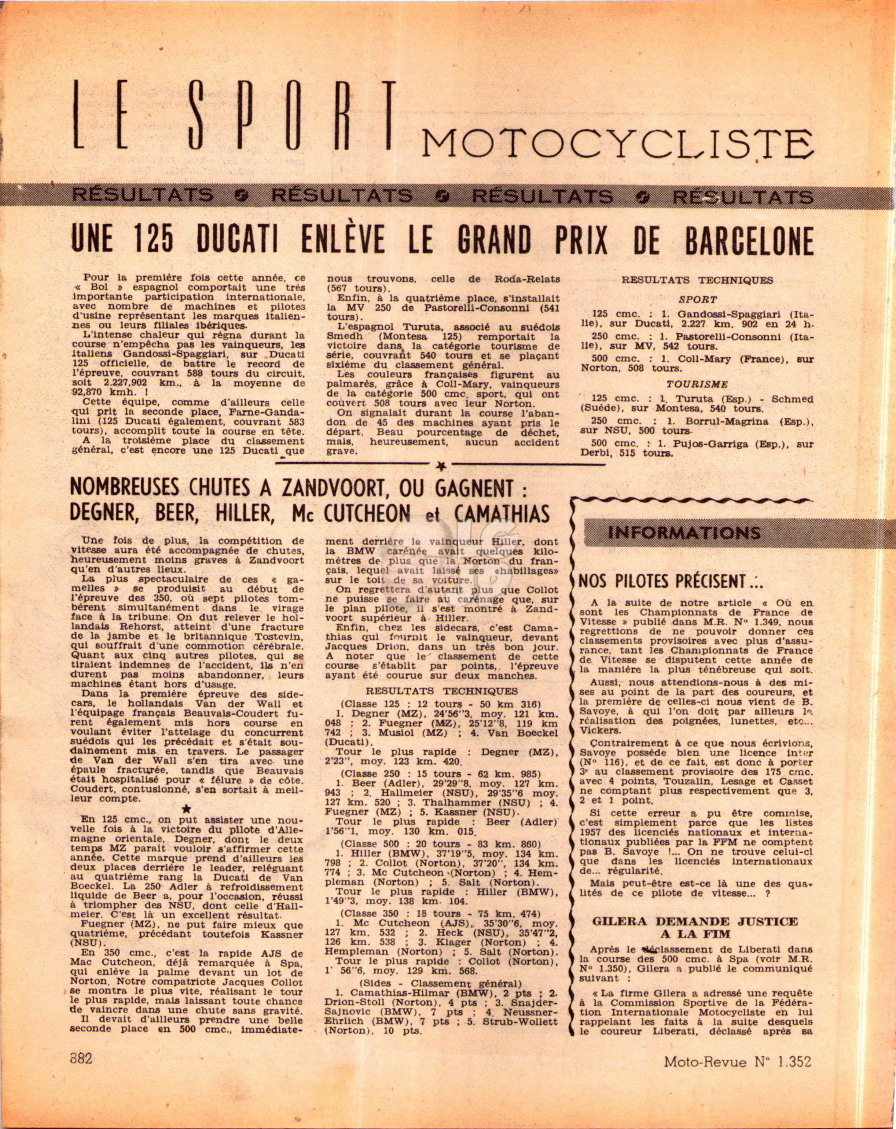 LE SPORT MOTOCYCLISTE
RÉSULTATS RÉSULTATS RÉSULTATS RÉSULTATS
UNE 125 DUCATI ENLÈVE LE GRAND PRIX DE BARCELONE
Pour la première fois cette année, ce
« Bol » espagnol comportait une très
importante participation internationale,
avec nombre de machines et pilotes
d'usine représentant les marques italien-
nes ou leurs filiales ibériques.
L'intense chaleur qui régna durant la
course n'empêcha pas les vainqueurs, les
italiens Gandossi-Spaggiari, sur Ducati
125 officielle, de battre le record de
l'épreuve, couvrant 588 tours du circuit,
soit 2.227,902 km., à la moyenne de
92,870 kmh. !
Cette équipe, comme d'ailleurs celle
qui prit la seconde place, Farne-Ganda-
lini (125 Ducati également, couvrant 583
tours), accomplit toute la course en tête.
A la troisième place du classement
général, c'est encore une 125 Ducati que
nous trouvons, celle de Roda-Relats
(567 tours).
Enfin, à la quatrième place, s'installait
la MV 250 de Pastorelli-Consonni (541
tours).
L'espagnol Turuta, associé au suédois
Smedh (Montesa 125) remportait la
victoire dans la catégorie tourisme de
série, couvrant 540 tours et se plaçant
sixième du classement général.
Les couleurs françaises figurent au
palmarès, grâce à Coll-Mary, vainqueurs
de la catégorie 500 cmc. sport, qui ont
couvert 508 tours avec leur Norton.
On signalait durant la course l'aban-
don de 45 des machines ayant pris le
départ. Beau pourcentage de déchet,
mais, heureusement, aucun accident
grave.
RESULTATS TECHNIQUES
SPORT
125 cmc. : 1. Gandossi-Spaggiari (Ita-
lie), sur Ducati, 2.227 km. 902 en 24 h.
250 cmc. : 1. Pastorelli-Consonni (Ita-
lie), sur MV, 542 tours.
500 cmc. : 1. Coll-Mary (France), sur
Norton, 508 tours.
TOURISME
125 cmc. : 1. Turuta (Esp.) - Schmed
(Suède), sur Montesa, 540 tours.
250 cmc. : 1. Borrul-Magrina (Esp.),
sur NSU, 500 tours.
500 cmc. : 1. Pujos-Garriga (Esp.), sur
Derbi, 515 tours.
NOMBREUSES CHUTES A ZANDVOORT, OU GAGNENT :
DEGNER, BEER, HILLER, Mc CUTCHEON et CAMATHIAS
Une fois de plus, la compétition de
vitesse aura été accompagnée de chutes,
heureusement moins graves à Zandvoort
qu'en d'autres lieux.
La plus spectaculaire de ces « ga-
melles » se produisit au début de
l'épreuve des 350, où sept pilotes tom-
bèrent simultanément dans le virage
face à la tribune. On dut relever le hol-
landais Rehorst, atteint d'une fracture
de la jambe et le britannique Tostevin,
qui souffrait d'une commotion cérébrale.
Quant aux cinq autres pilotes, qui se
tiraient indemnes de l'accident, ils n'en
durent pas moins abandonner, leurs
machines étant hors d'usage.
Dans la première épreuve des side-
cars, le hollandais Van der Wall et
l'équipage français Beauvais-Coudert fu-
rent également mis hors course en
voulant éviter l'attelage du concurrent
suédois qui les précédait et s'était sou-
dainement mis en travers. Le passager
de Van der Wall s'en tira avec une
épaule fracturée, tandis que Beauvais
était hospitalisé pour « fêlure » de côte.
Coudert, contusionné, s'en sortait à meil-
leur compte.
En 125 cmc., on put assister une nou-
velle fois à la victoire du pilote d'Alle-
magne orientale, Degner, dont le deux
temps MZ paraît vouloir s'affirmer cette
année. Cette marque prend d'ailleurs les
deux places derrière le leader, reléguant
au quatrième rang la Ducati de Van
Boeckel. La 250 Adler à refroidissement
liquide de Beer a, pour l'occasion, réussi
à triompher des NSU, dont celle d'Hall-
meier. C'est là un excellent résultat.
Fuegner (MZ), ne put faire mieux que
quatrième, précédant toutefois Kassner
(NSU).
En 350 cmc., c'est la rapide AJS de
Mac Cutcheon, déjà remarquée à Spa,
qui enlève la palme devant un lot de
Norton. Notre compatriote Jacques Collot
se montra le plus vite, réalisant le tour
le plus rapide, mais laissant toute chance
de vaincre dans une chute sans gravité.
Il devait d'ailleurs prendre une belle
seconde place en 500 cmc., immédiate-
ment derrière le vainqueur Hiller, dont
la BMW carénée avait quelques kilo-
mètres de plus que la Norton du fran-
çais, lequel avait laissé ses «habillages»
sur le toit de sa voiture.
On regrettera d'autant plus que Collot
ne puisse se faire au carénage que, sur
le plan pilote, il s'est montré à Zand-
voort supérieur à Hiller.
Enfin, chez les sidecars, c'est Cama-
thias qui fournit le vainqueur, devant
Jacques Drion, dans un très bon jour.
A noter que le classement de cette
course s'établit par points, l'épreuve
ayant été courue sur deux manches.
RESULTATS TECHNIQUES
(Classe 125 : 12 tours - 50 km 316)
1. Degner (MZ), 24'56"3, moy. 121 km.
048 ; 2. Fuegner (MZ), 25'12"8, 119 km
742 ; 3. Musiol (MZ) ; 4. Van Boeckel
(Ducati).
Tour le plus rapide : Degner (MZ),
2'23", moy. 123 km. 420.
(Classe 250 : 15 tours - 62 km. 985)
1. Beer (Adler), 29'29"8, moy. 127 km.
943 ; 2. Hallmeier (NSU), 29'35"6 moy.
127 km. 520 ; 3. Thalhammer (NSU) ; 4.
Fuegner (MZ) ; 5. Kassner (NSU).
Tour le plus rapide : Beer (Adler)
1'56"1, moy. 130 km. 015.
(Classe 500 : 20 tours - 83 km. 860)
1. Hiller (BMW), 37'19"5, moy. 134 km.
798 ; 2. Collot (Norton), 37'20", 134 km.
774 ; 3. Mc Cutcheon (Norton) ; 4. Hem-
pleman (Norton) ; 5. Salt (Norton).
Tour le plus rapide : Hiller (BMW),
1'49"3, moy. 138 km. 104.
(Classe 350 : 18 tours - 75 km. 474)
1. Mc Cutcheon (AJS), 35'30"6, moy.
127 km. 532 ; 2. Heck (NSU), 35'47"2,
126 km. 538 ; 3. Klager (Norton) ; 4.
Hempleman (Norton) ; 5. Salt (Norton).
Tour le plus rapide : Collot (Norton),
1' 56"6, moy. 129 km. 568.
(Sides - Classement général)
1. Camathias-Hilmar (BMW), 2 pts ; 2.
Drion-Stoll (Norton), 4 pts ; 3. Snajder-
Sajnovic (BMW), 7 pts ; 4. Neussner-
Ehrlich (BMW), 7 pts ; 5. Strub-Wollett
(Norton), 10 pts.
INFORMATIONS
NOS PILOTES PRÉCISENT...
A la suite de notre article « Où en
sont les Championnats de France de
Vitesse » publié dans M.R. N° 1.349, nous
regrettions de ne pouvoir donner ces
classements provisoires avec plus d'assu-
rance, tant les Championnats de France
de Vitesse se disputent cette année de
la manière la plus ténébreuse qui soit.
Aussi, nous attendions-nous à des mi-
ses au point de la part des coureurs, et
la première de celles-ci nous vient de B.
Savoye, à qui l'on doit par ailleurs la
réalisation des poignées, lunettes, etc...
Vickers.
Contrairement à ce que nous écrivions,
Savoye possède bien une licence inter
(N° 116), et de ce fait, est donc à porter
3e au classement provisoire des 175 cmc.
avec 4 points, Touzalin, Lesage et Casset
ne comptant plus respectivement que 3,
2 et 1 point.
Si cette erreur a pu être commise,
c'est simplement parce que les listes
1957 des licenciés nationaux et interna-
tionaux publiées par la FFM ne comptent
pas B. Savoye !... On ne trouve celui-ci
que dans les licenciés internationaux
de... régularité.
Mais peut-être est-ce là une des qua-
lités de ce pilote de vitesse... ?
GILERA DEMANDE JUSTICE
A LA FIM
Après le déclassement de Liberati dans
la course des 500 cmc. à Spa (voir M.R.
N° 1.350), Gilera a publié le communiqué
suivant :
« La firme Gilera a adressé une requête
à la Commission Sportive de la Fédéra-
tion Internationale Motocycliste en lui
rappelant les faits à la suite desquels
le coureur Liberati, déclassé après sa
882
Moto-Revue N° 1.352